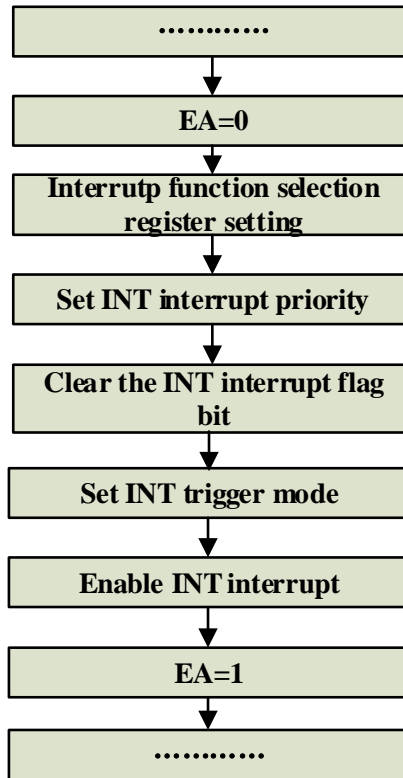 ............
EA=0
Interrutp function selection
register setting
Set INT interrupt priority
Clear the INT interrupt flag
bit
Set INT trigger mode
Enable INT interrupt
EA=1
............